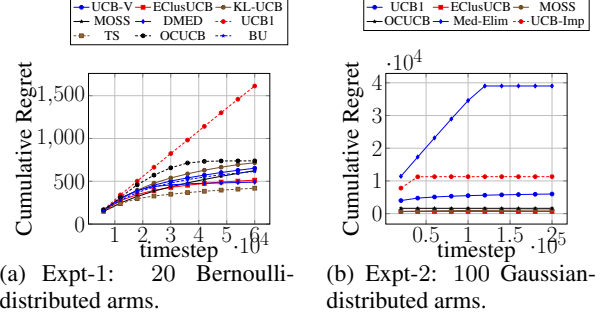 UCB-V EClusUCB KL-UCB
MOSS DMED UCB1
TS OCUCB BU
Cumulative Regret
1,500
1,000
500
0
1 2 3 4 5 6
·10^4
timestep
(a) Expt-1: 20 Bernoulli-
distributed arms.
UCB1 EClusUCB MOSS
OCUCB Med-Elim UCB-Imp
·10^4
Cumulative Regret
4
3
2
1
0
0.5 1 1.5 2
·10^5
timestep
(b) Expt-2: 100 Gaussian-
distributed arms.